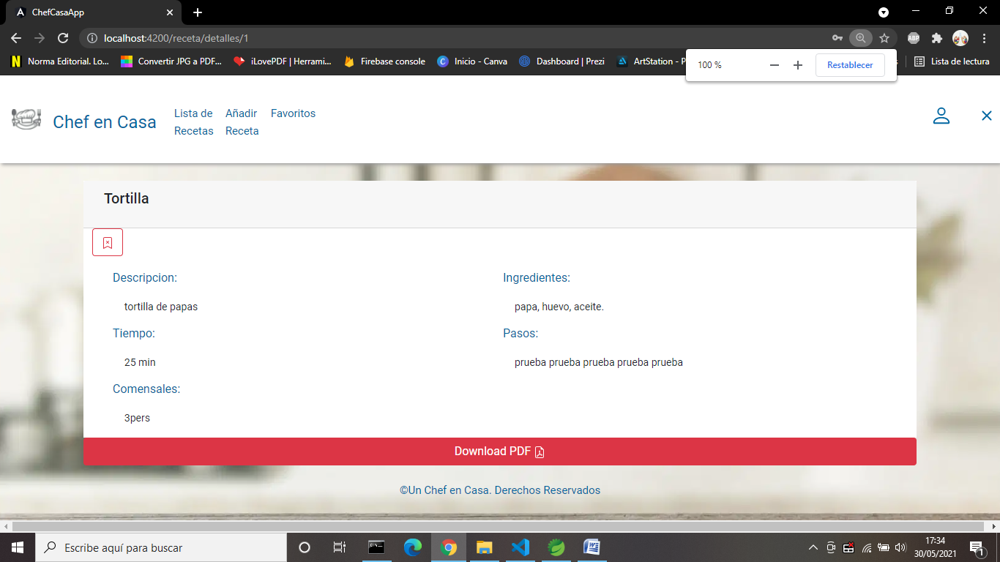 ChefCasaApp
localhost:4200/receta/detalles/1
Norma Editorial. Lo... Convertir JPG a PDF... iLovePDF | Herrami... Firebase console Inicio - Canva Dashboard | Prezi ArtStation - P Lista de lectura
100 % Restablecer
Chef en Casa
Lista de Recetas
Añadir Receta
Favoritos
Tortilla
Descripcion:
tortilla de papas
Tiempo:
25 min
Comensales:
3pers
Ingredientes:
papa, huevo, aceite.
Pasos:
prueba prueba prueba prueba prueba
Download PDF
©Un Chef en Casa. Derechos Reservados
Escribe aquí para buscar
17:34
30/05/2021
1